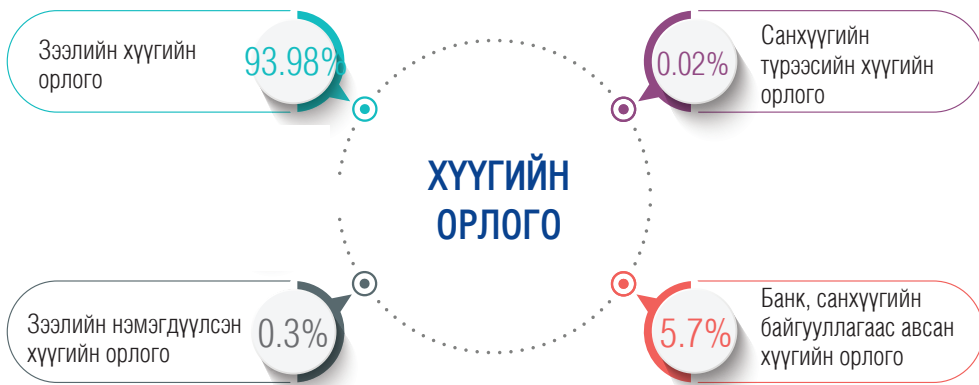 Зээлийн хүүгийн
орлого
93.98%
0.02%
Санхүүгийн
түрээсийн хүүгийн
орлого
ХҮҮГИЙН
ОРЛОГО
Зээлийн нэмэгдүүлсэн
хүүгийн орлого
0.3%
5.7%
Банк, санхүүгийн
байгууллагаас авсан
хүүгийн орлого